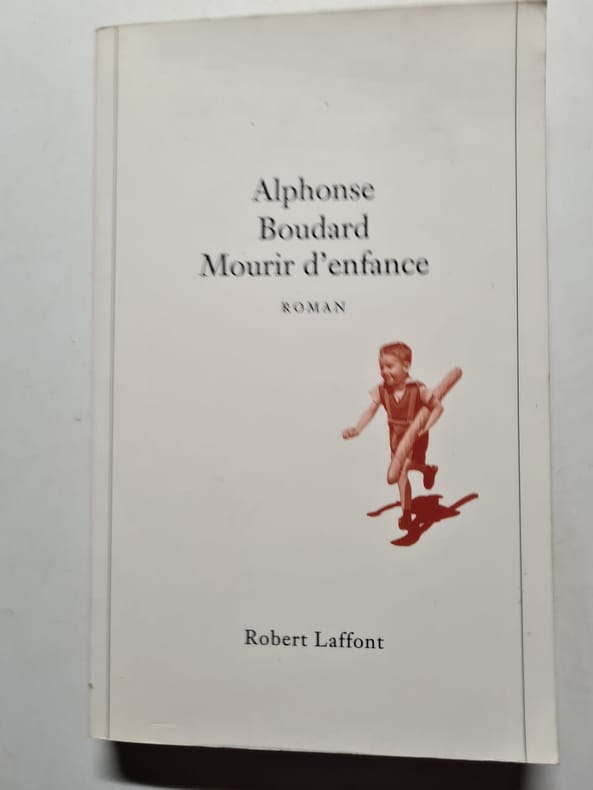 Alphonse
Boudard
Mourir d'enfance
ROMAN
Robert Laffont